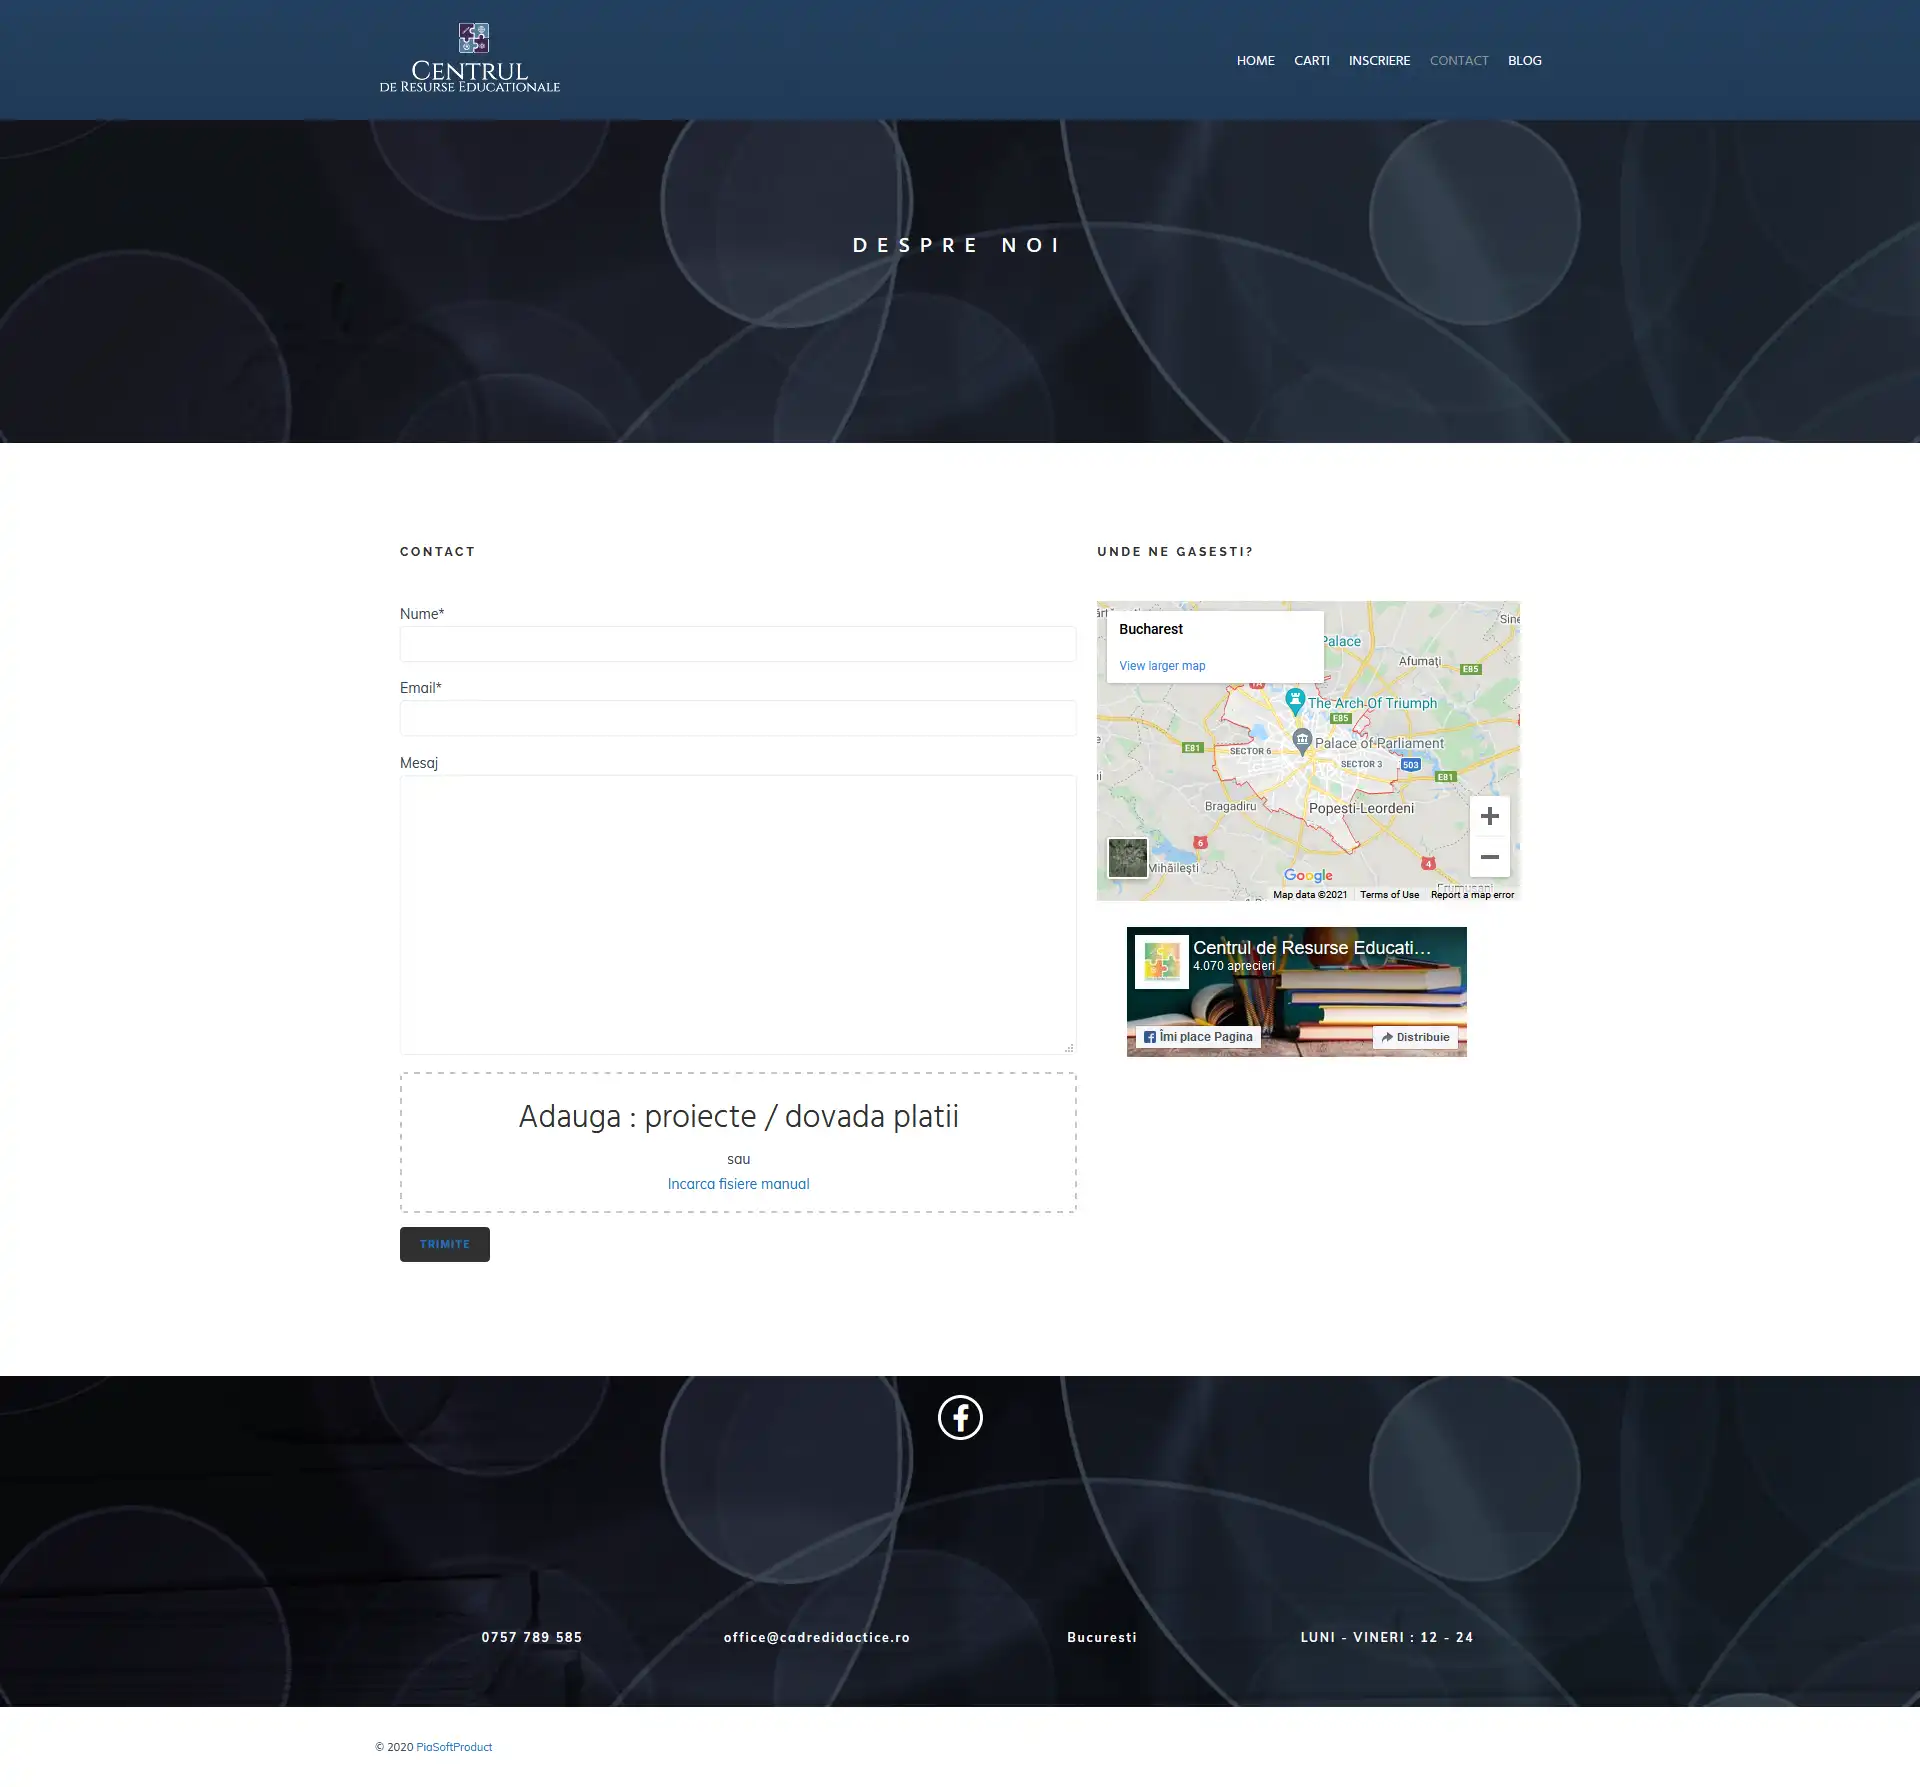 CENTRUL
DE RESURSE EDUCATIONALE
HOME CARTI INSCRIERE CONTACT BLOG
DESPRE NOI
CONTACT
Nume*
Email*
Mesaj
Adauga : proiecte / dovada platii
sau
Incarca fisiere manual
TRIMITE
UNDE NE GASESTI?
Bucharest
View larger map
Palace
Sine
Afumați
E85
The Arch Of Triumph
E85
Palace of Parliament
E81
SECTOR 6
SECTOR 3
503
E81
Bragadiru
Popești-Leordeni
6
4
Mihăilești
Google
Map data ©2021 Terms of Use Report a map error
Centrul de Resurse Educati...
4.070 aprecieri
Îmi place Pagina
Distribuie
0757 789 585
office@cadredidactice.ro
Bucuresti
LUNI - VINERI : 12 - 24
© 2020 PiaSoftProduct